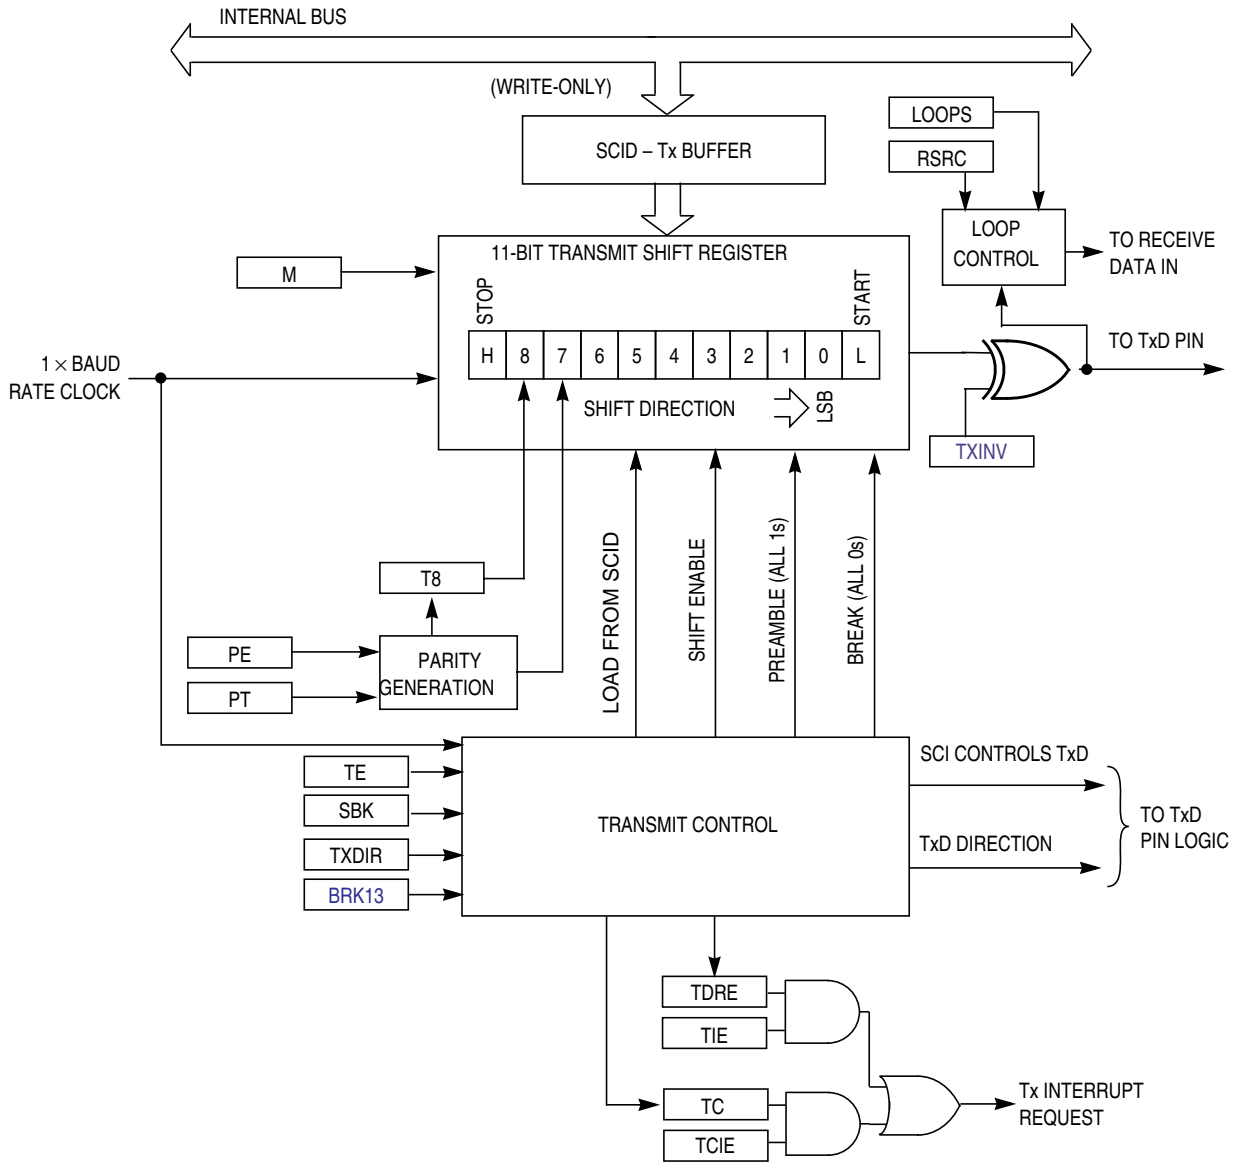 INTERNAL BUS
(WRITE-ONLY)
SCID – Tx BUFFER
LOOPS
RSRC
LOOP
CONTROL
TO RECEIVE
DATA IN
11-BIT TRANSMIT SHIFT REGISTER
M
STOP
START
H 8 7 6 5 4 3 2 1 0 L
1 × BAUD
RATE CLOCK
SHIFT DIRECTION
LSB
TO TxD PIN
TXINV
LOAD FROM SCID
SHIFT ENABLE
PREAMBLE (ALL 1s)
BREAK (ALL 0s)
T8
PE
PT
PARITY
GENERATION
TE
SBK
TXDIR
BRK13
TRANSMIT CONTROL
SCI CONTROLS TxD
TxD DIRECTION
TO TxD
PIN LOGIC
TDRE
TIE
TC
TCIE
Tx INTERRUPT
REQUEST